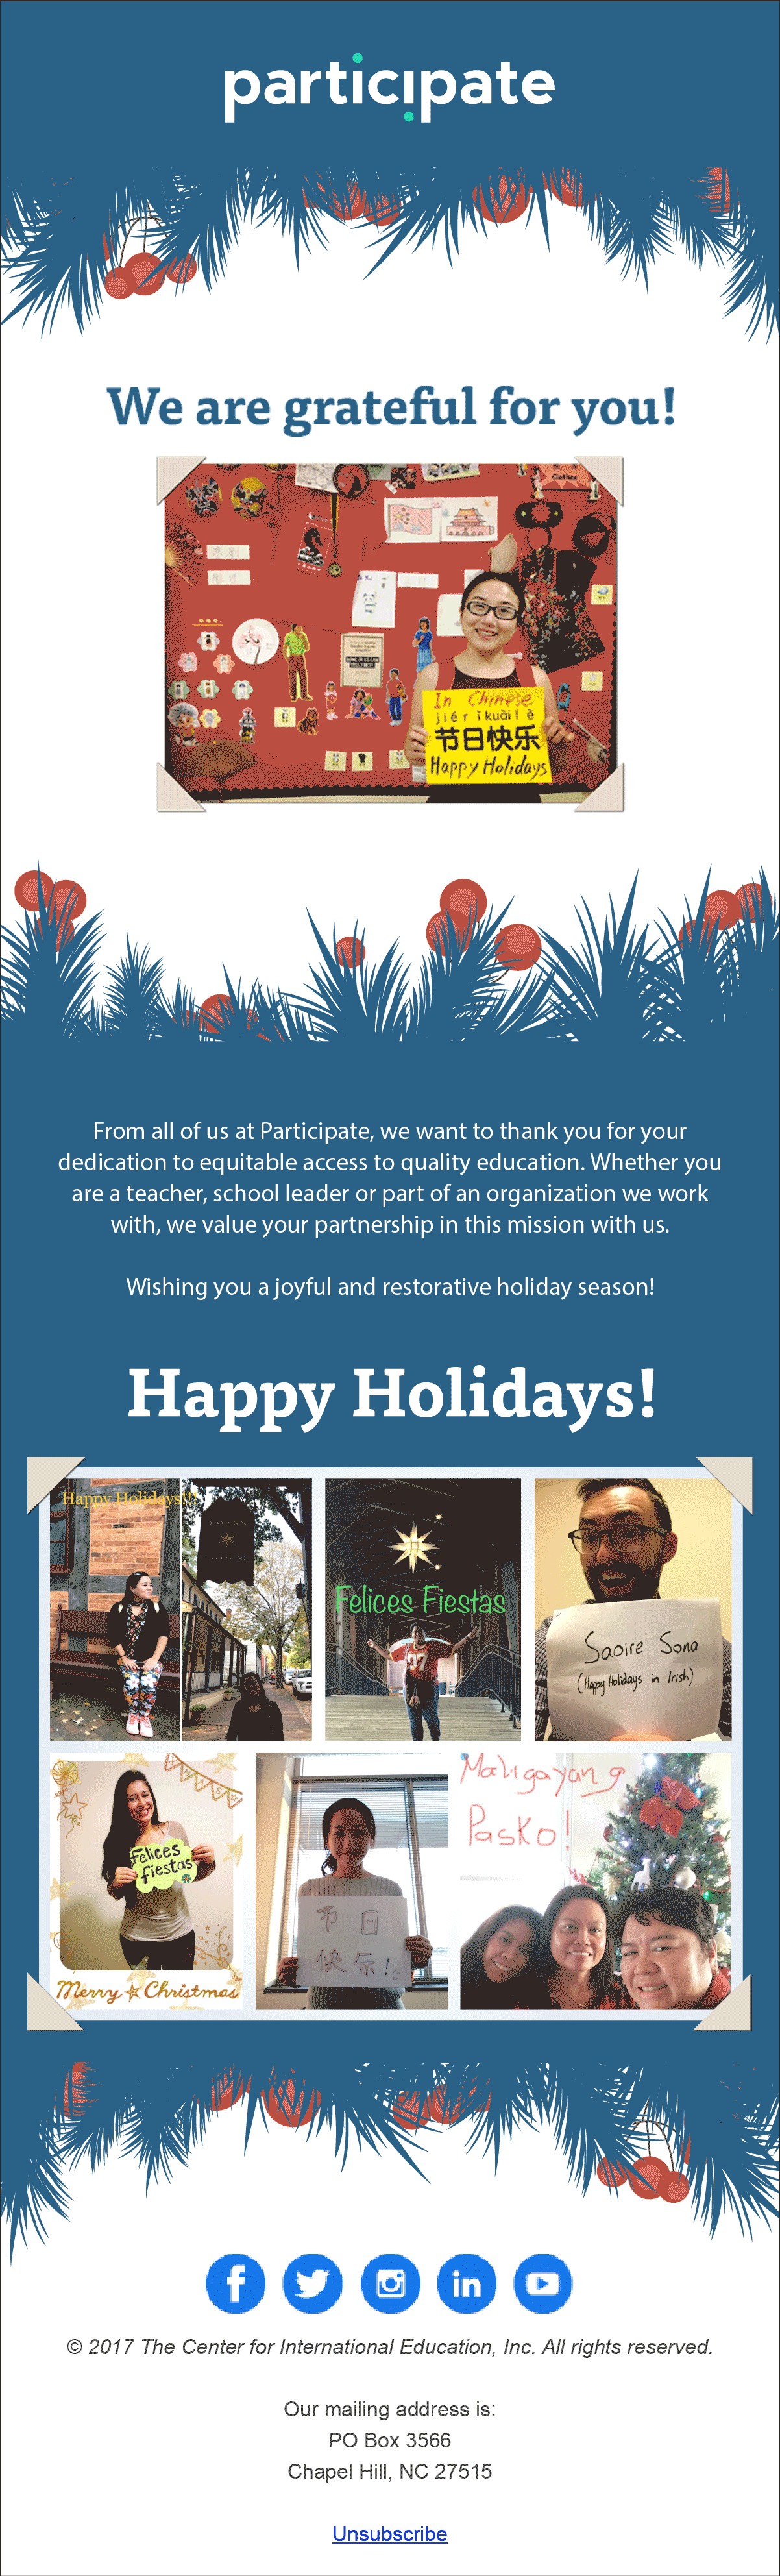 participate
We are grateful for you!
Clothes
In Chinese
jiér ìkuàilè
节日快乐
Happy Holidays
From all of us at Participate, we want to thank you for your
dedication to equitable access to quality education. Whether you
are a teacher, school leader or part of an organization we work
with, we value your partnership in this mission with us.
Wishing you a joyful and restorative holiday season!
Happy Holidays!
Happy Holidays!!!
Felices Fiestas
Saoire Sona
(Happy Holidays in Irish)
felices
fiestas
Merry Christmas
节日
快乐!
Maligayang
Pasko!
© 2017 The Center for International Education, Inc. All rights reserved.
Our mailing address is:
PO Box 3566
Chapel Hill, NC 27515
Unsubscribe